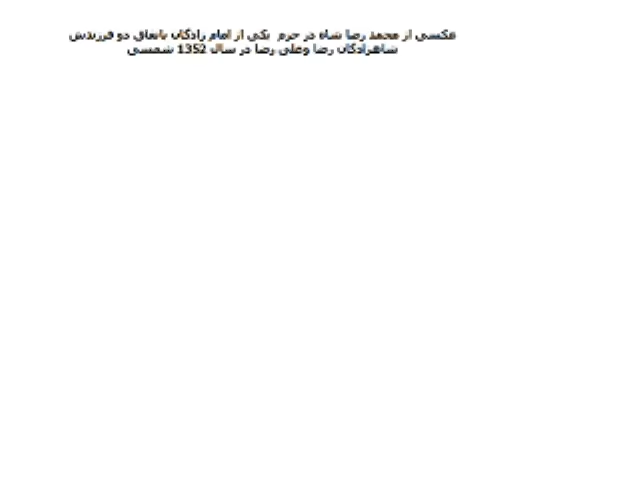 عکسی از محمد رضا شاه در حرم یکی از امام زادگان باتفاق دو فرزندش
شاهزادگان رضا وعلی رضا در سال 1352 شمسی